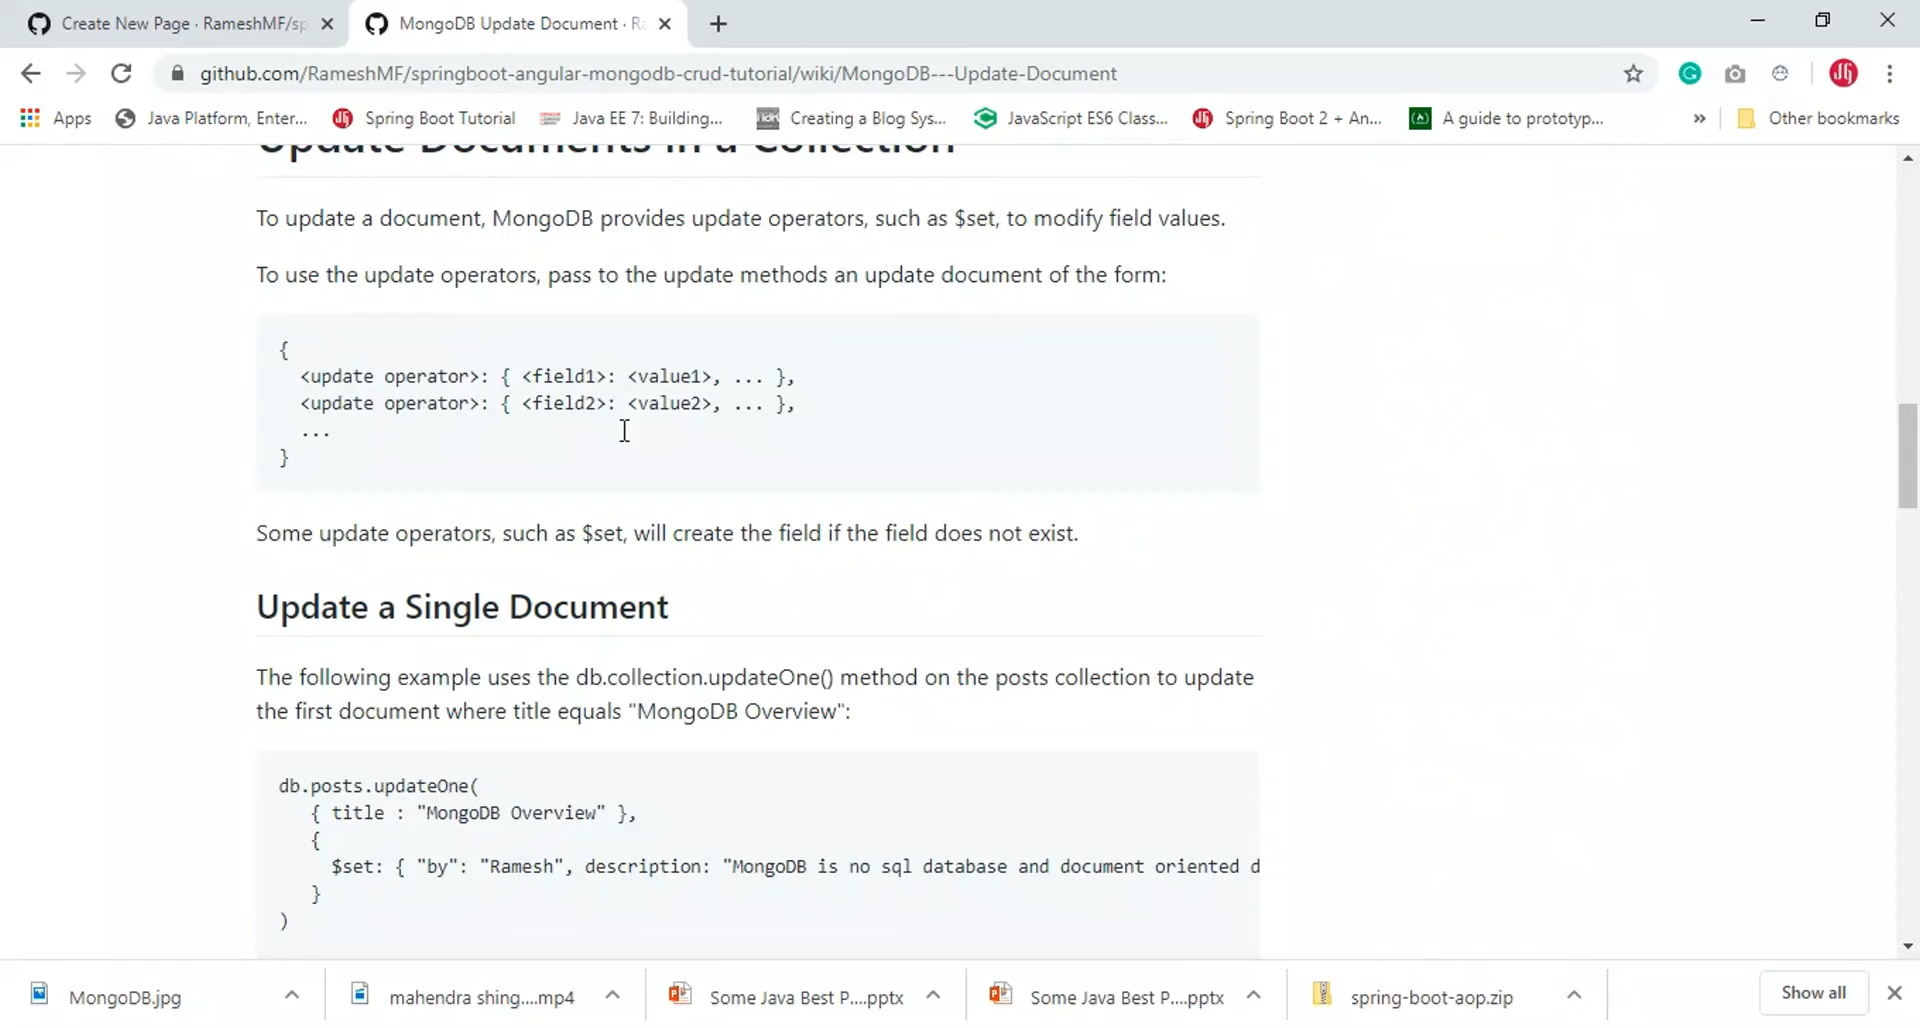 Create New Page · RameshMF/sp
MongoDB Update Document · Ra
github.com/RameshMF/springboot-angular-mongodb-crud-tutorial/wiki/MongoDB---Update-Document
Apps
Java Platform, Enter...
Spring Boot Tutorial
Java EE 7: Building...
Creating a Blog Sys...
JavaScript ES6 Class...
Spring Boot 2 + An...
A guide to prototyp...
»
Other bookmarks
Update Documents in a Collection
To update a document, MongoDB provides update operators, such as $set, to modify field values.
To use the update operators, pass to the update methods an update document of the form:
{
<update operator>: { <field1>: <value1>, ... },
<update operator>: { <field2>: <value2>, ... },
...
}
Some update operators, such as $set, will create the field if the field does not exist.
Update a Single Document
The following example uses the db.collection.updateOne() method on the posts collection to update
the first document where title equals "MongoDB Overview":
db.posts.updateOne(
{ title : "MongoDB Overview" },
{
$set: { "by": "Ramesh", description: "MongoDB is no sql database and document oriented d
}
)
MongoDB.jpg
mahendra shing....mp4
Some Java Best P....pptx
Some Java Best P....pptx
spring-boot-aop.zip
Show all